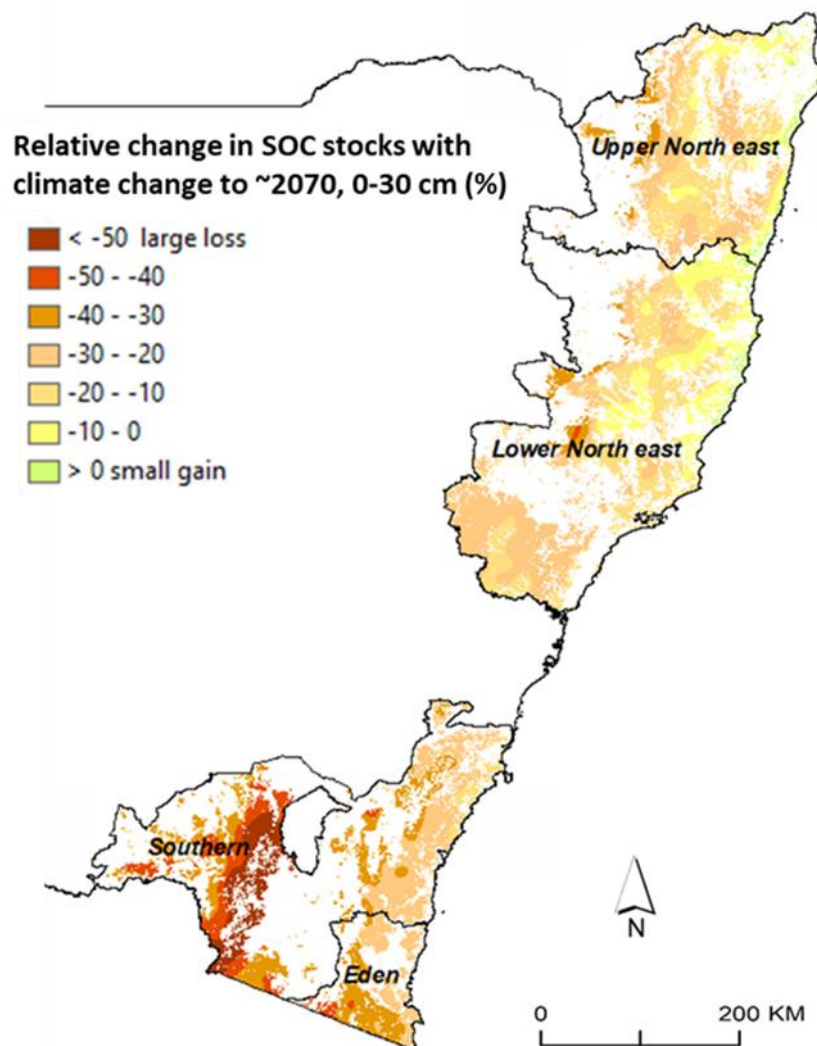 Upper North east
Relative change in SOC stocks with
climate change to ~2070, 0-30 cm (%)
< -50 large loss
-50 - -40
-40 - -30
-30 - -20
-20 - -10
-10 - 0
> 0 small gain
Lower North east
Southern
Eden
N
0 200 KM